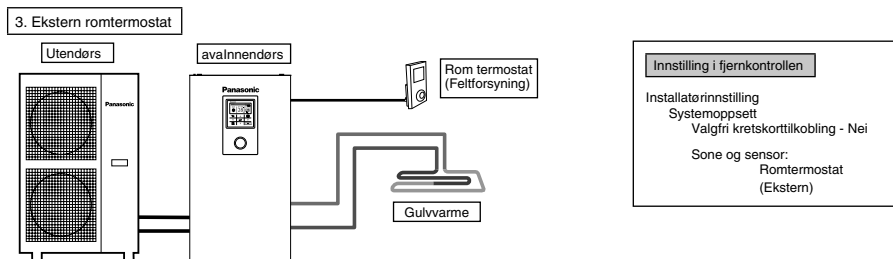 3. Ekstern romtermostat
Utendørs
avaInnendørs
Panasonic
Panasonic
Rom termostat
(Feltforsyning)
Gulvvarme
Innstilling i fjernkontrollen
Installatørinnstilling
Systemoppsett
Valgfri kretskorttilkobling - Nei
Sone og sensor:
Romtermostat
(Ekstern)